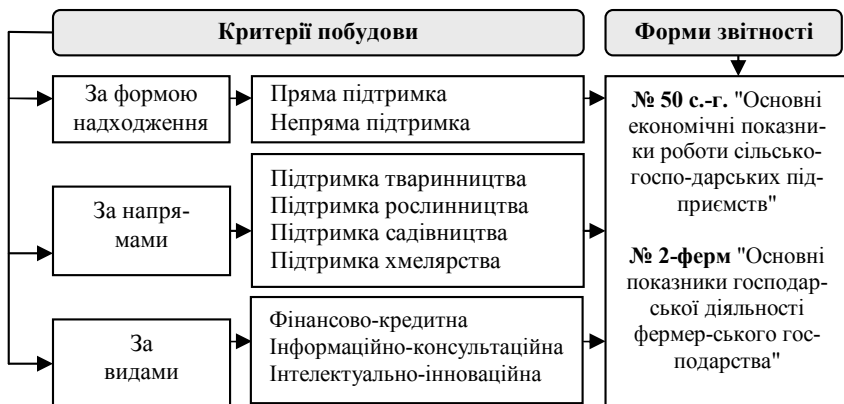 Критерії побудови
Форми звітності
За формою
надходження
Пряма підтримка
Непряма підтримка
За напря-
мами
Підтримка тваринництва
Підтримка рослинництва
Підтримка садівництва
Підтримка хмелярства
За
видами
Фінансово-кредитна
Інформаційно-консультаційна
Інтелектуально-інноваційна
№ 50 с.-г. "Основні
економічні показни-
ки роботи сільсько-
госпо-дарських під-
приємств"
№ 2-ферм "Основні
показники господар-
ської діяльності
фермер-ського гос-
подарства"